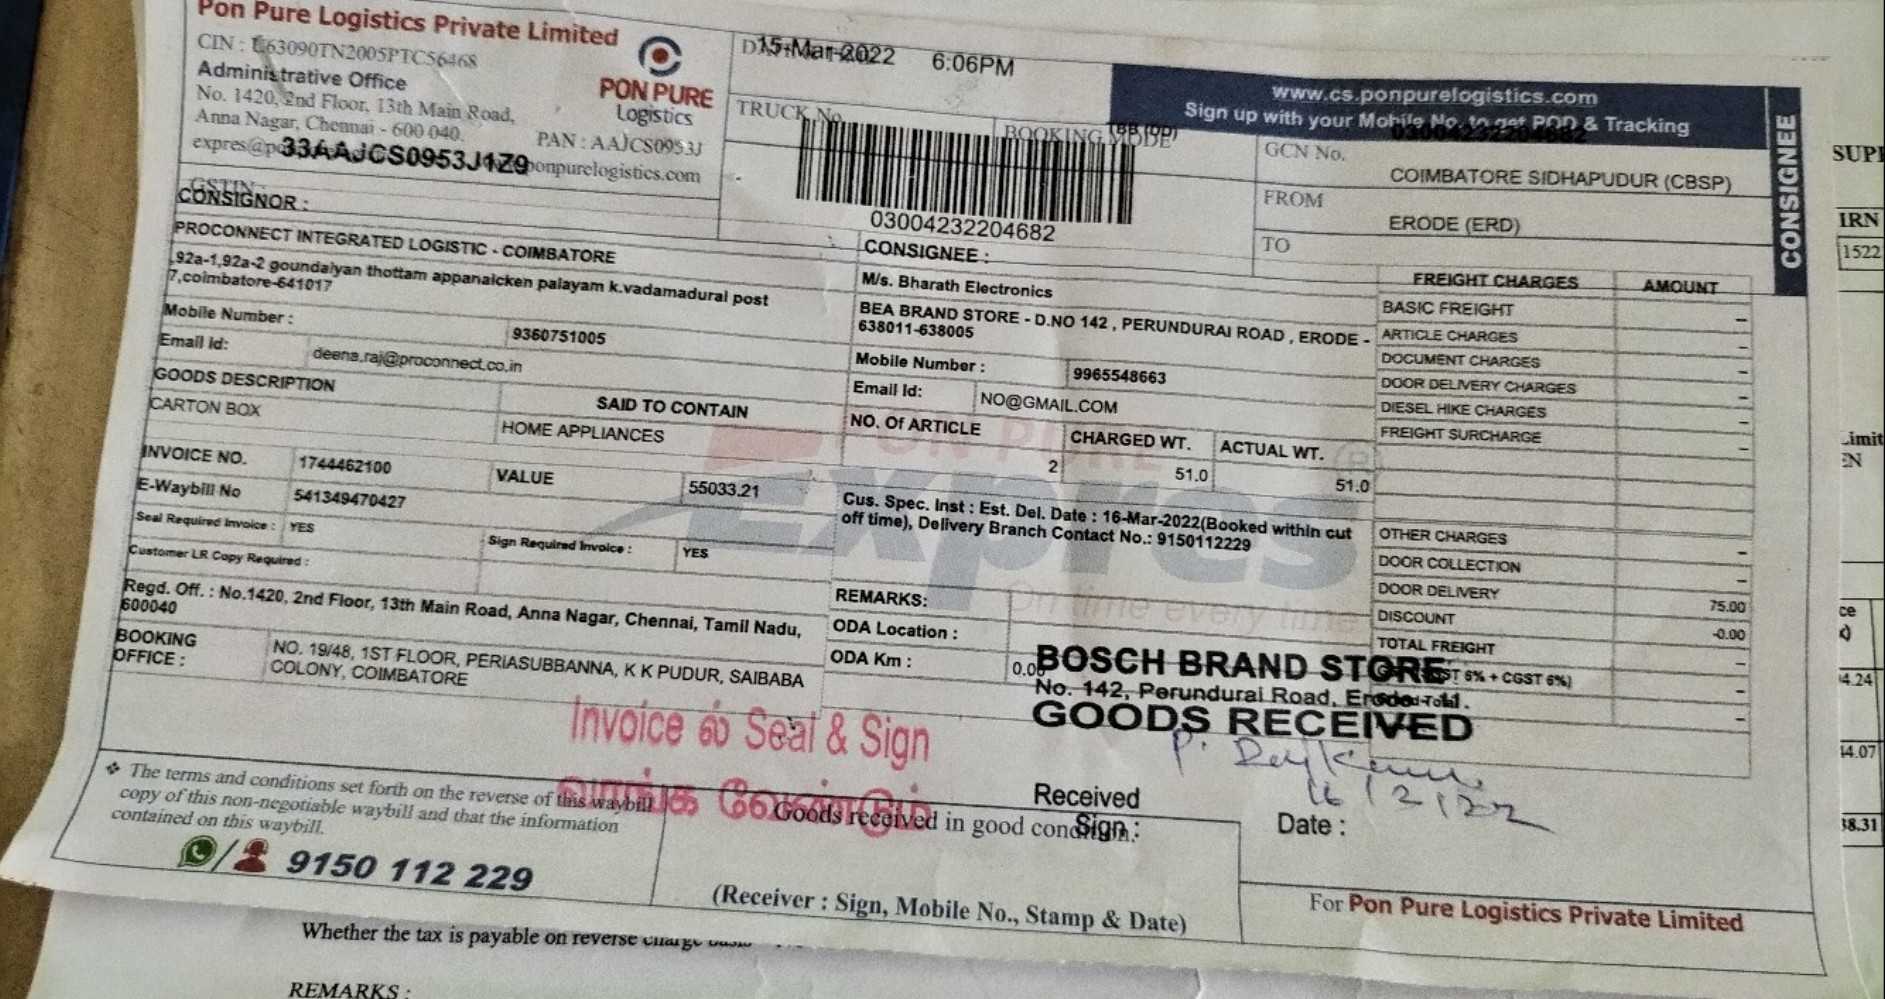 Pon Pure Logistics Private Limited
CIN : U63090TN2005PTC56468
Administrative Office
No. 1420, 2nd Floor, 13th Main Road,
Anna Nagar, Chennai - 600 040.
PAN : AAJCS0953J
33AAJCS0953J1Z9
ponpurelogistics.com
GSTIN
PON PURE
Logistics
15-Mar-2022 6:06PM
TRUCK No.
BOOKING MODE
03004232204682
www.cs.ponpurelogistics.com
Sign up with your Mobile No. to get POD & Tracking
03004232204682
GCN No.
COIMBATORE SIDHAPUDUR (CBSP)
FROM
ERODE (ERD)
TO
CONSIGNEE
CONSIGNOR :
PROCONNECT INTEGRATED LOGISTIC - COIMBATORE
,92a-1,92a-2 goundaiyan thottam appanaicken palayam k.vadamadurai post
7,coimbatore-641017
Mobile Number :
9360751005
Email Id:
deena.raj@proconnect.co.in
CONSIGNEE :
M/s. Bharath Electronics
BEA BRAND STORE - D.NO 142 , PERUNDURAI ROAD , ERODE -
638011-638005
Mobile Number :
9965548663
Email Id:
NO@GMAIL.COM
GOODS DESCRIPTION
SAID TO CONTAIN
CARTON BOX
HOME APPLIANCES
NO. Of ARTICLE
CHARGED WT.
ACTUAL WT.
2
51.0
51.0
INVOICE NO.
1744462100
VALUE
55033.21
E-Waybill No
541349470427
Seal Required Invoice :
YES
Sign Required Invoice :
YES
Customer LR Copy Required :
Cus. Spec. Inst : Est. Del. Date : 16-Mar-2022(Booked within cut
off time), Delivery Branch Contact No.: 9150112229
PON PURE
Expres
On time every time
Regd. Off. : No.1420, 2nd Floor, 13th Main Road, Anna Nagar, Chennai, Tamil Nadu,
600040
BOOKING
OFFICE :
NO. 19/48, 1ST FLOOR, PERIASUBBANNA, K K PUDUR, SAIBABA
COLONY, COIMBATORE
REMARKS:
ODA Location :
ODA Km :
FREIGHT CHARGES
AMOUNT
BASIC FREIGHT
ARTICLE CHARGES
DOCUMENT CHARGES
DOOR DELIVERY CHARGES
DIESEL HIKE CHARGES
FREIGHT SURCHARGE
OTHER CHARGES
DOOR COLLECTION
DOOR DELIVERY
75.00
DISCOUNT
-0.00
TOTAL FREIGHT
6% + CGST 6%)
BOSCH BRAND STORE
No. 142, Perundurai Road, Erode - 11.
GOODS RECEIVED
Invoice ல் Seal & Sign
வாங்க வேண்டும்
❖ The terms and conditions set forth on the reverse of this waybill
copy of this non-negotiable waybill and that the information
contained on this waybill.
9150 112 229
Received
Goods received in good condition.
Sign :
Date :
(Receiver : Sign, Mobile No., Stamp & Date)
For Pon Pure Logistics Private Limited
Whether the tax is payable on reverse
REMARKS :
IRN
1522